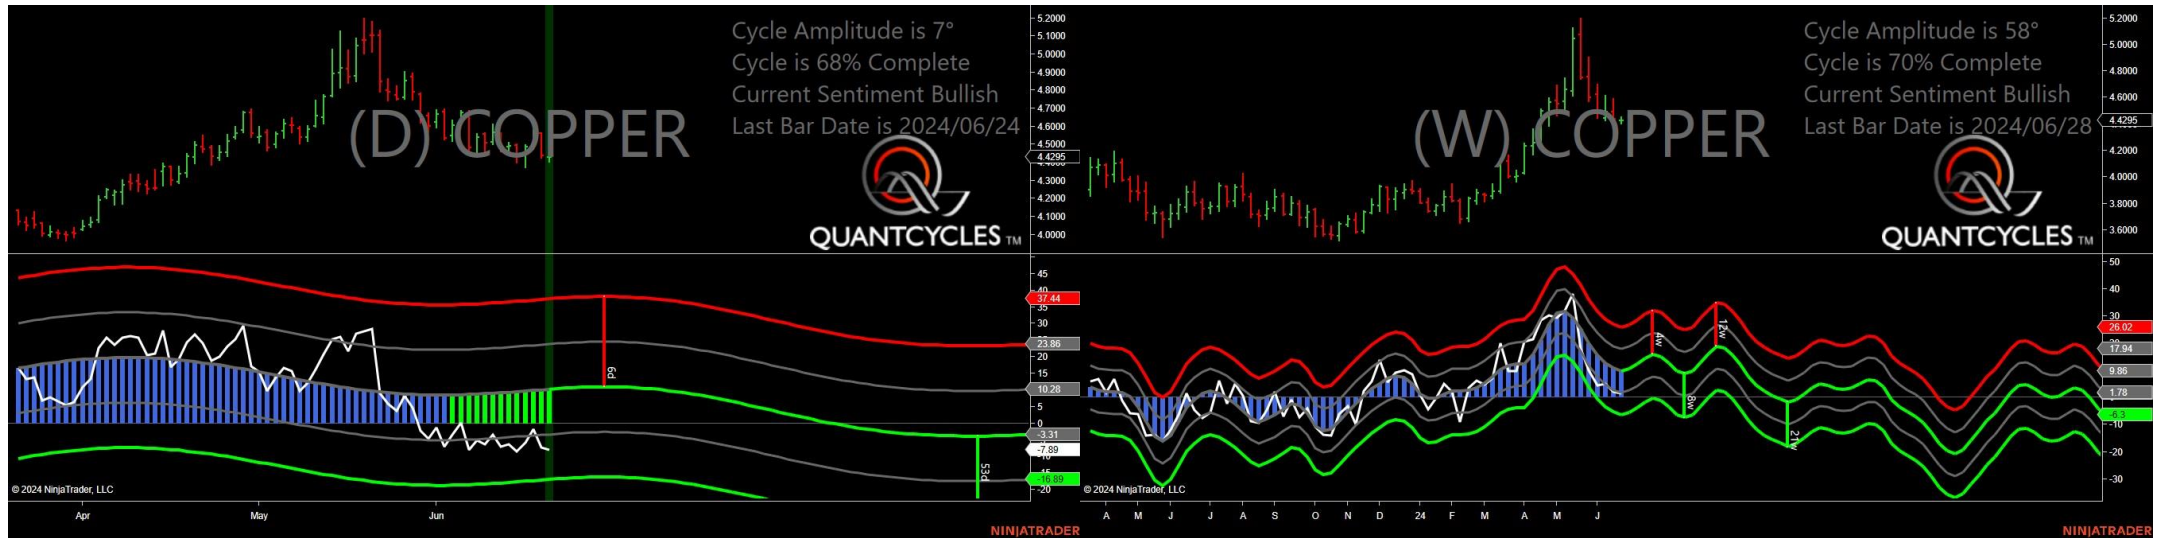 Cycle Amplitude is 7°
Cycle is 68% Complete
Current Sentiment Bullish
Last Bar Date is 2024/06/24
(D) COPPER
QUANTCYCLES TM
5.2000
5.1000
5.0000
4.9000
4.8000
4.7000
4.6000
4.5000
4.4295
4.3000
4.2000
4.1000
4.0000
45
37.44
35
30
23.86
20
15
10.28
5
0
-3.31
-7.89
-16.89
-20
6d
53d
© 2024 NinjaTrader, LLC
Apr May Jun
NINJATRADER
Cycle Amplitude is 58°
Cycle is 70% Complete
Current Sentiment Bullish
Last Bar Date is 2024/06/28
(W) COPPER
QUANTCYCLES TM
5.2000
5.0000
4.8000
4.6000
4.4295
4.2000
4.0000
3.8000
3.6000
50
40
30
26.02
17.94
9.86
1.78
-6.3
-10
-20
-30
4w
12w
8w
21w
© 2024 NinjaTrader, LLC
A M J J A S O N D 24 F M A M J
NINJATRADER